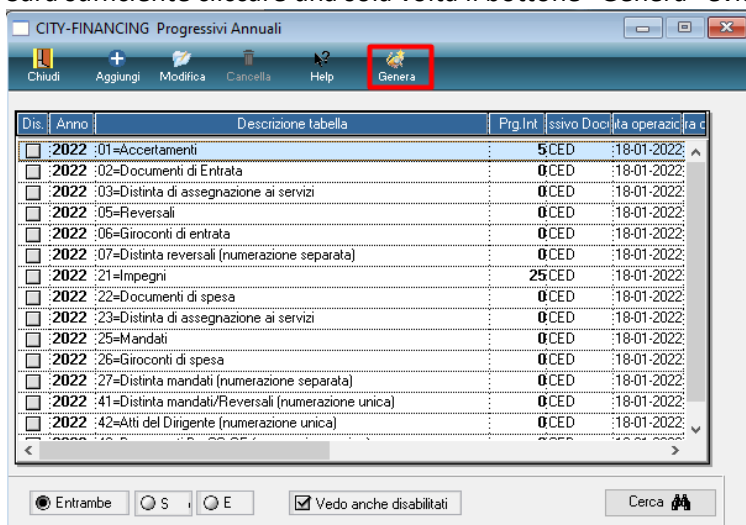 CITY-FINANCING Progressivi Annuali
Chiudi Aggiungi Modifica Cancella Help Genera
Dis. Anno Descrizione tabella Prg.Int ssivo Docu ita operazic ra c
2022 01=Accertamenti 5 CED 18-01-2022
2022 02=Documenti di Entrata 0 CED 18-01-2022
2022 03=Distinta di assegnazione ai servizi 0 CED 18-01-2022
2022 05=Reversali 0 CED 18-01-2022
2022 06=Giroconti di entrata 0 CED 18-01-2022
2022 07=Distinta reversali (numerazione separata) 0 CED 18-01-2022
2022 21=Impegni 25 CED 18-01-2022
2022 22=Documenti di spesa 0 CED 18-01-2022
2022 23=Distinta di assegnazione ai servizi 0 CED 18-01-2022
2022 25=Mandati 0 CED 18-01-2022
2022 26=Giroconti di spesa 0 CED 18-01-2022
2022 27=Distinta mandati (numerazione separata) 0 CED 18-01-2022
2022 41=Distinta mandati/Reversali (numerazione unica) 0 CED 18-01-2022
2022 42=Atti del Dirigente (numerazione unica) 0 CED 18-01-2022
Entrambe S E Vedo anche disabilitati Cerca